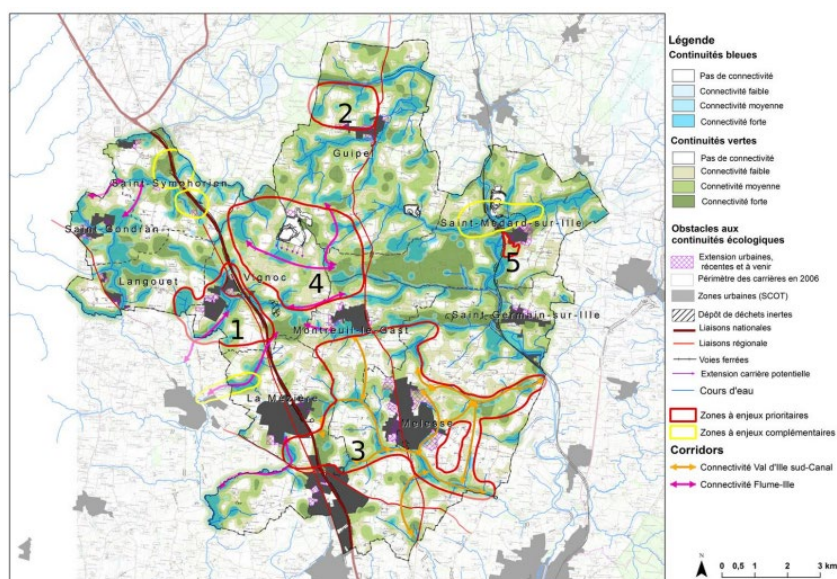 2
Guipel
Saint-Symphorien
Saint-Gondran
Saint-Médard-sur-Ille
5
Langouet
Vignoc
4
1
Montreuil-le-Gast
Saint-Germain-sur-Ille
La Mézière
Melesse
3
Légende
Continuités bleues
Pas de connectivité
Connectivité faible
Connectivité moyenne
Connectivité forte
Continuités vertes
Pas de connectivité
Connectivité faible
Connetivité moyenne
Connectivité forte
Obstacles aux
continuités écologiques
Extension urbaines,
récentes et à venir
Périmètre des carrières en 2006
Zones urbaines (SCOT)
Dépôt de déchets inertes
Liaisons nationales
Liaisons régionale
Voies ferrées
Extension carrière potentielle
Cours d'eau
Zones à enjeux prioritaires
Zones à enjeux complémentaires
Corridors
Connectivité Val d'Ille sud-Canal
Connectivité Flume-Ille
N
0 0,5 1 2 3 km